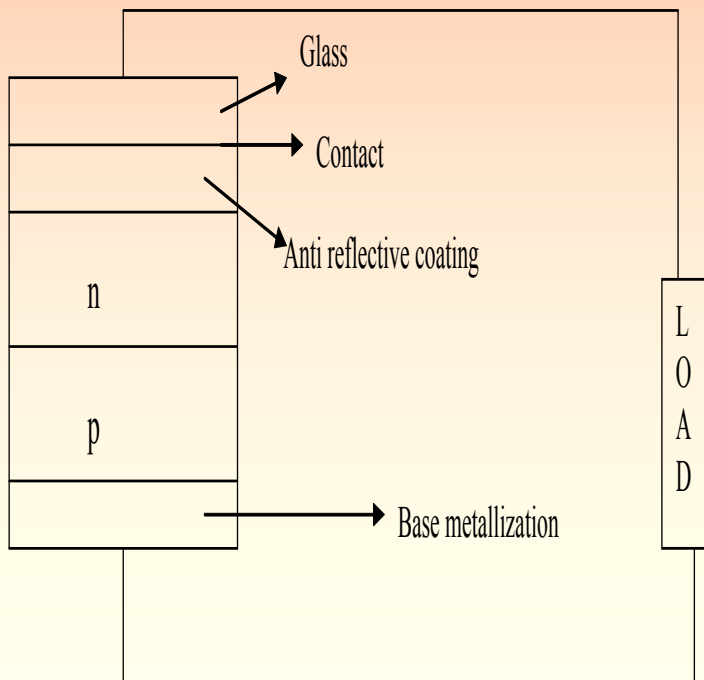 Glass
Contact
Anti reflective coating
n
L
O
A
D
p
Base metallization